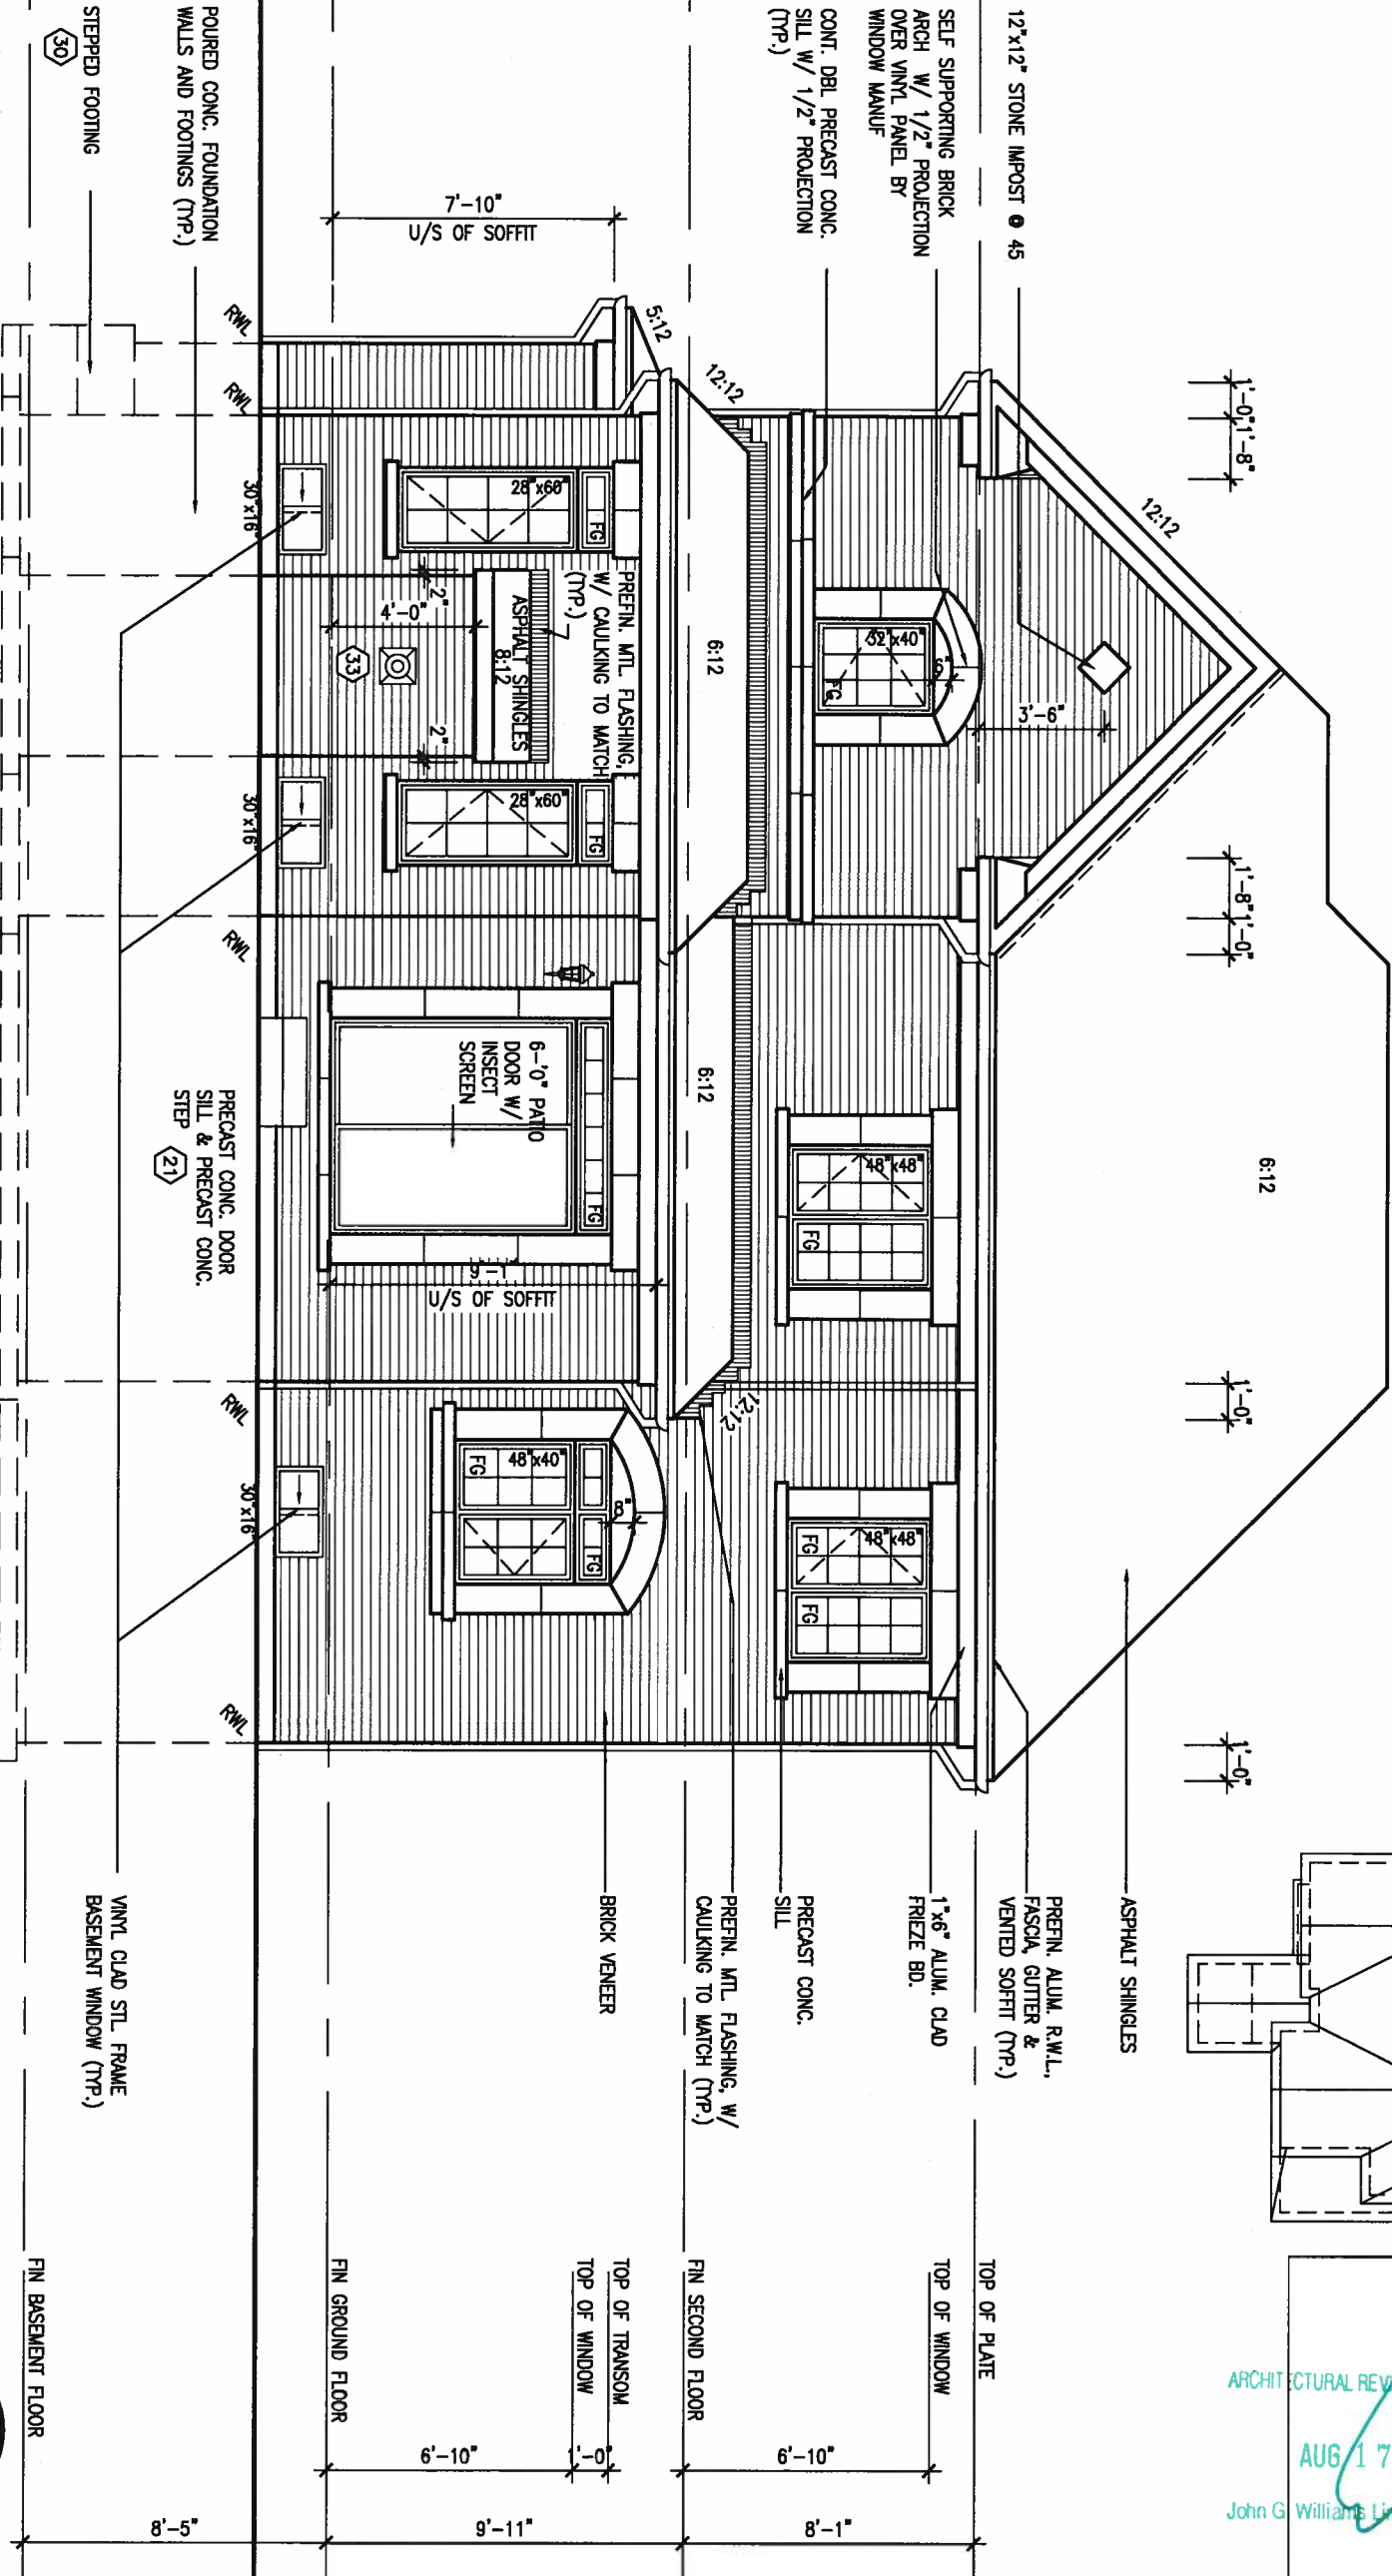 12"x12" STONE IMPOST @ 45
SELF SUPPORTING BRICK
ARCH W/ 1/2" PROJECTION
OVER VINYL PANEL BY
WINDOW MANUF
CONT. DBL PRECAST CONC.
SILL W/ 1/2" PROJECTION
(TYP.)
7'-10"
U/S OF SOFFIT
POURED CONC. FOUNDATION
WALLS AND FOOTINGS (TYP.)
STEPPED FOOTING
30
1'-0"
1'-8"
12:12
3'-6"
1'-8"
1'-0"
6:12
1'-0"
1'-0"
32"x40"
6"
FG
5:12
12:12
6:12
6:12
12:12
48"x48"
FG
48"x48"
FG
FG
28"x60"
FG
PREFIN. MTL. FLASHING,
W/ CAULKING TO MATCH
(TYP.)
ASPHALT SHINGLES
8:12
2"
4'-0"
2"
33
28"x60"
FG
6-'0" PATIO
DOOR W/
INSECT
SCREEN
FG
9'-1"
U/S OF SOFFIT
48"x40"
FG
FG
8"
RWL
RWL
RWL
RWL
RWL
30"x16"
30"x16"
30"x16"
PRECAST CONC. DOOR
SILL & PRECAST CONC.
STEP
21
ASPHALT SHINGLES
PREFIN. ALUM. R.W.L.,
FASCIA, GUTTER &
VENTED SOFFIT (TYP.)
1"x6" ALUM. CLAD
FRIEZE BD.
PRECAST CONC.
SILL
PREFIN. MTL. FLASHING, W/
CAULKING TO MATCH (TYP.)
BRICK VENEER
VINYL CLAD STL. FRAME
BASEMENT WINDOW (TYP.)
TOP OF PLATE
TOP OF WINDOW
FIN SECOND FLOOR
TOP OF TRANSOM
TOP OF WINDOW
FIN GROUND FLOOR
FIN BASEMENT FLOOR
6'-10"
1'-0"
6'-10"
8'-1"
9'-11"
8'-5"
ARCHITECTURAL
AUG 17
John G. Williams